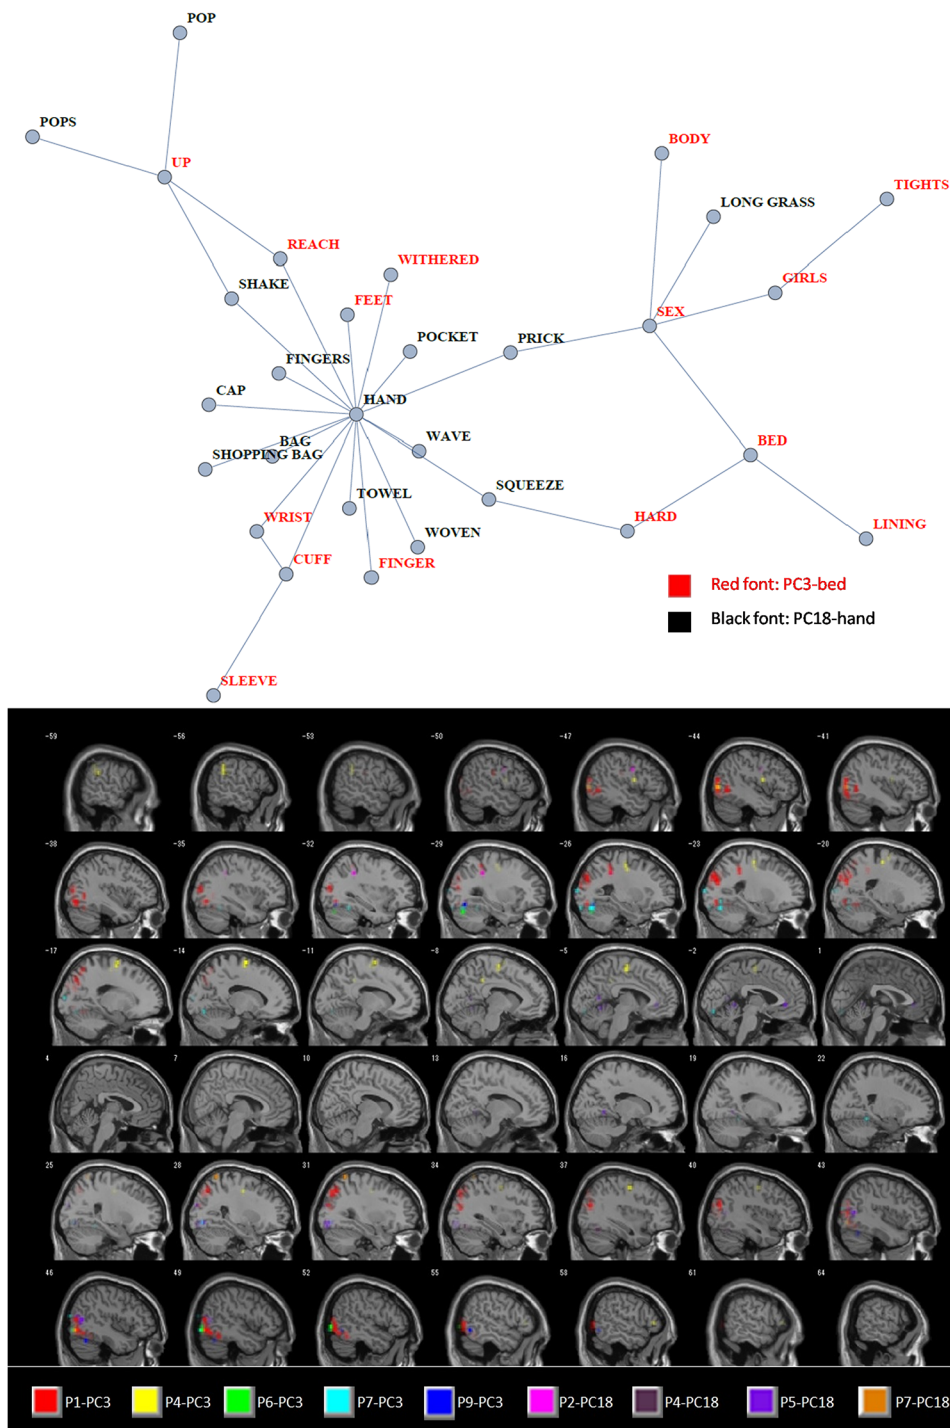 POP
POPS
UP
BODY
TIGHTS
LONG GRASS
REACH
WITHERED
SHAKE
GIRLS
FEET
SEX
POCKET
PRICK
FINGERS
CAP
HAND
BAG
WAVE
BED
SHOPPING BAG
SQUEEZE
TOWEL
WRIST
HARD
LINING
WOVEN
CUFF
FINGER
Red font: PC3-bed
Black font: PC18-hand
SLEEVE
-59 -56 -53 -50 -47 -44 -41
-38 -35 -32 -29 -26 -23 -20
-17 -14 -11 -8 -5 -2 1
4 7 10 13 16 19 22
25 28 31 34 37 40 43
46 49 52 55 58 61 64
P1-PC3 P4-PC3 P6-PC3 P7-PC3 P9-PC3 P2-PC18 P4-PC18 P5-PC18 P7-PC18